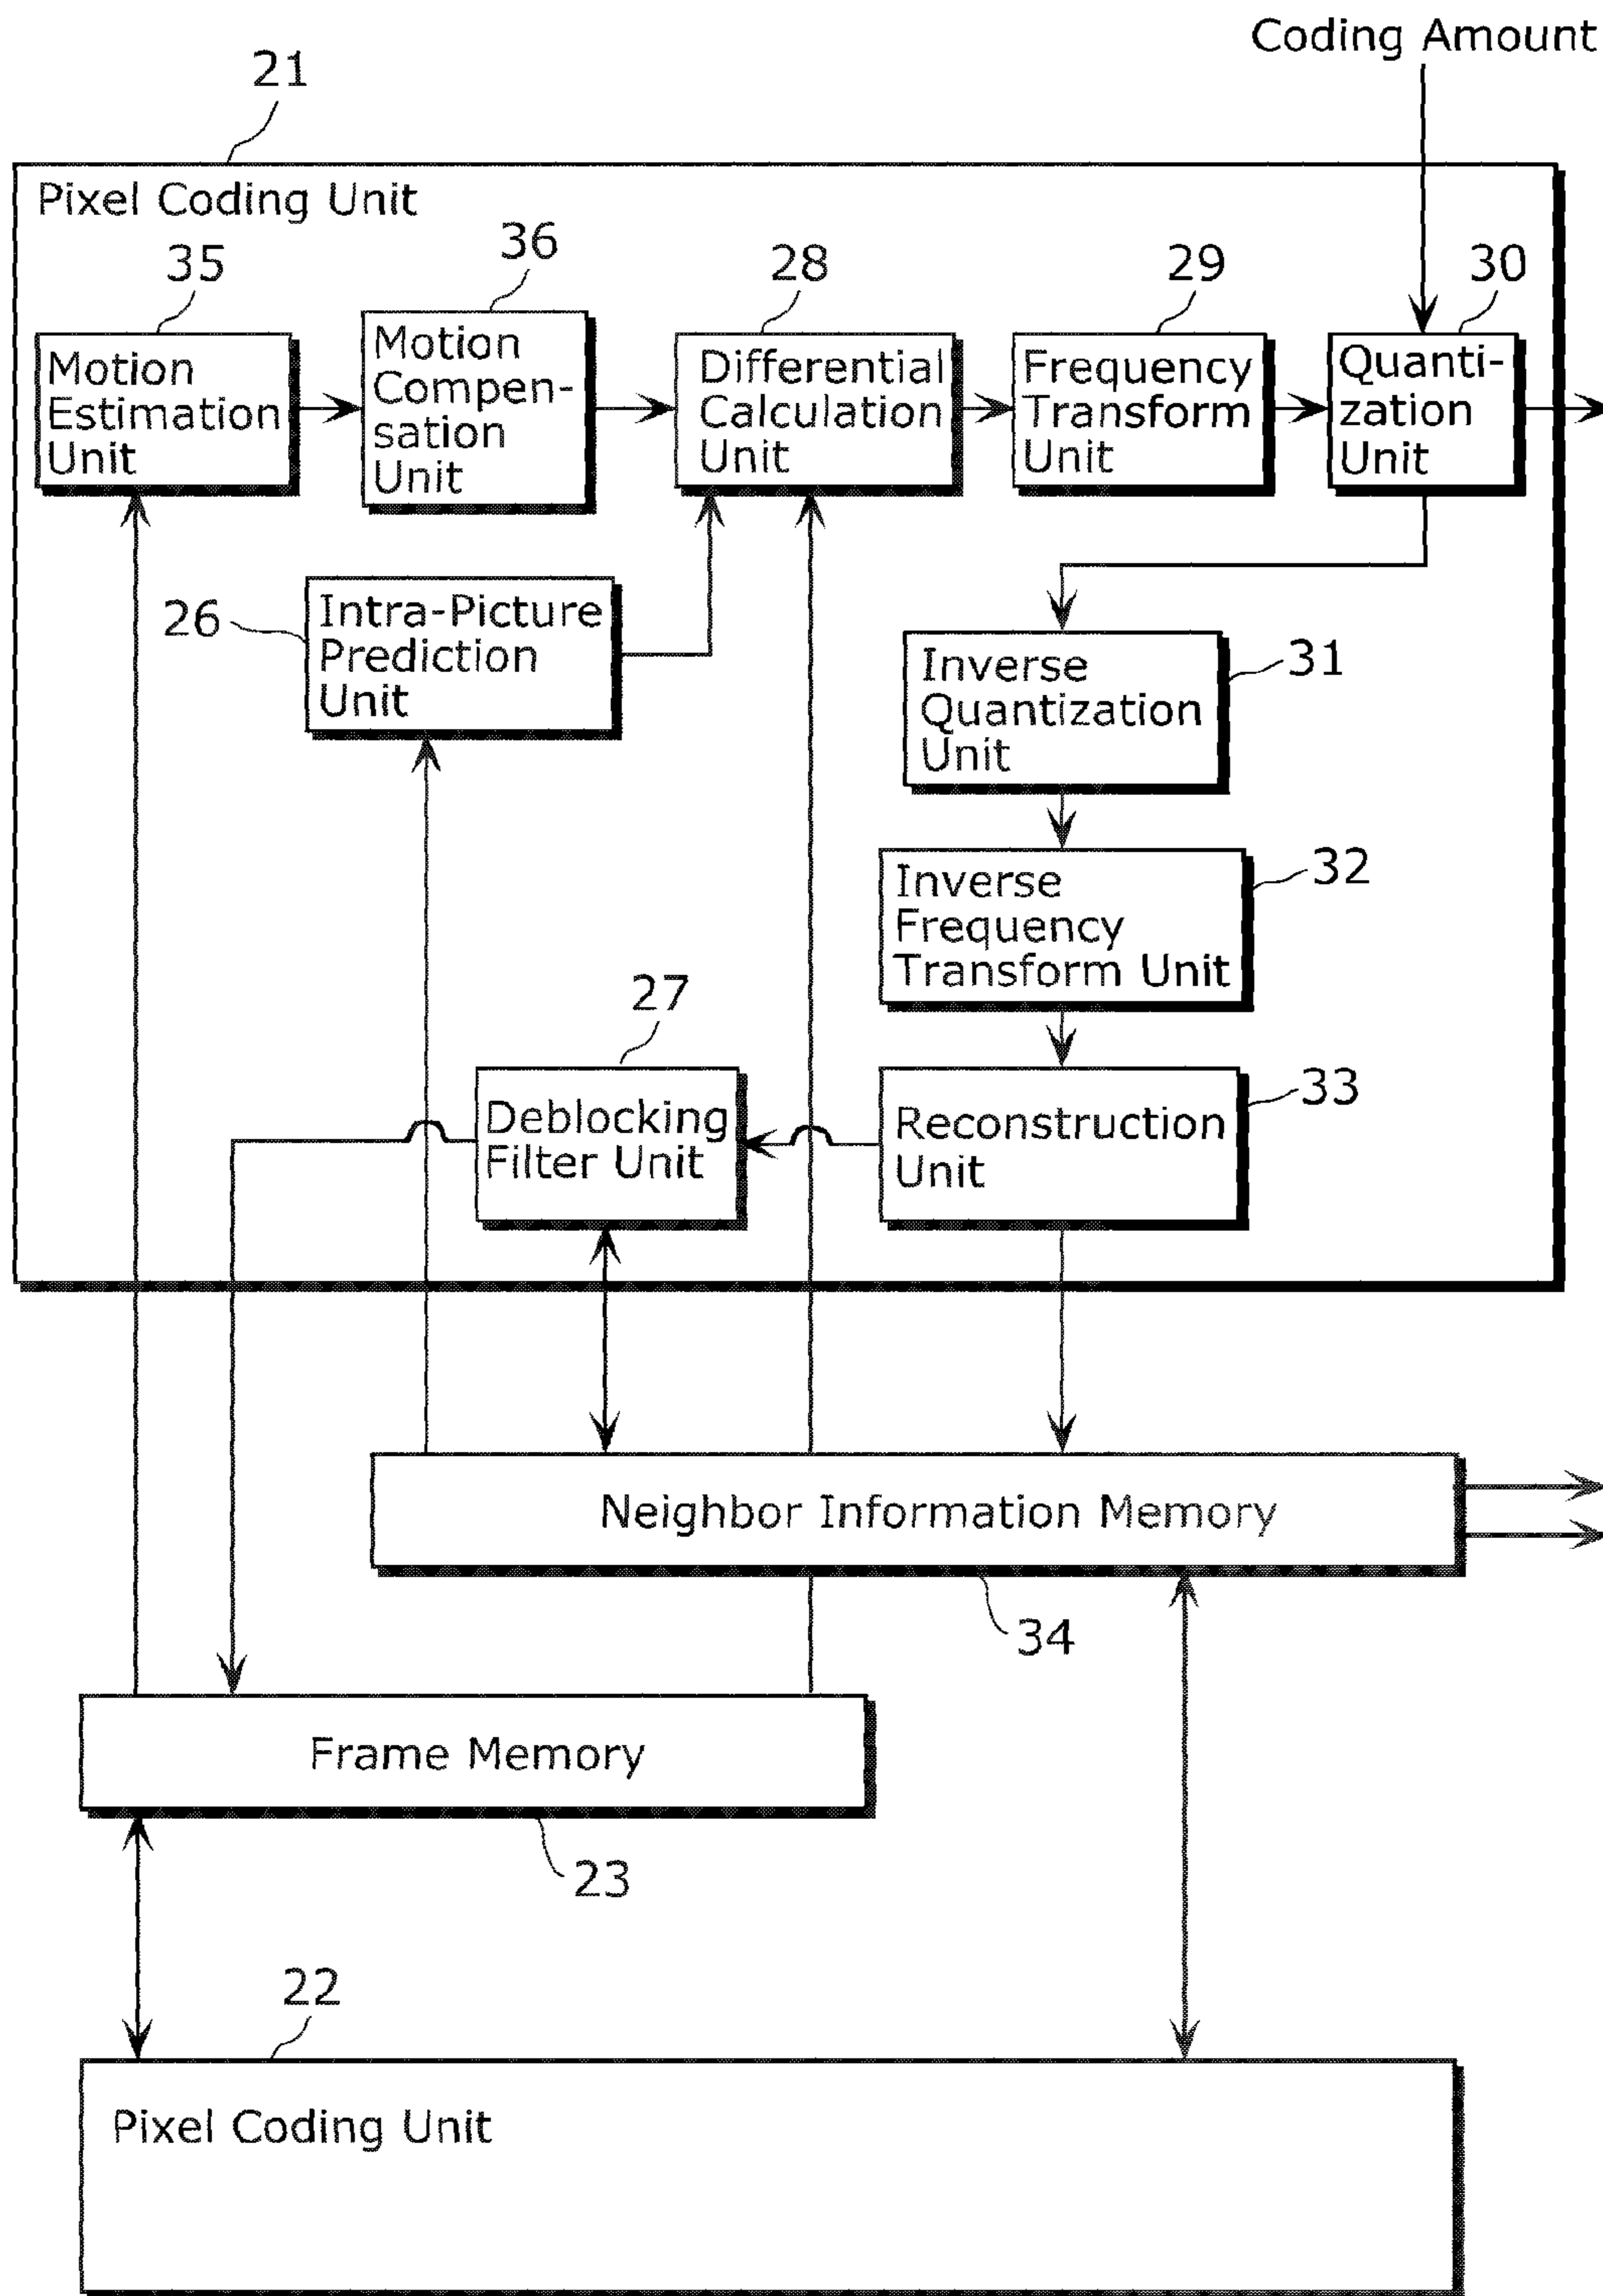 Coding Amount
21
Pixel Coding Unit
35
36
28
29
30
Motion
Estimation
Unit
Motion
Compen-
sation
Unit
Differential
Calculation
Unit
Frequency
Transform
Unit
Quanti-
zation
Unit
26
Intra-Picture
Prediction
Unit
Inverse
Quantization
Unit
31
Inverse
Frequency
Transform Unit
32
27
Deblocking
Filter Unit
Reconstruction
Unit
33
Neighbor Information Memory
34
Frame Memory
23
22
Pixel Coding Unit